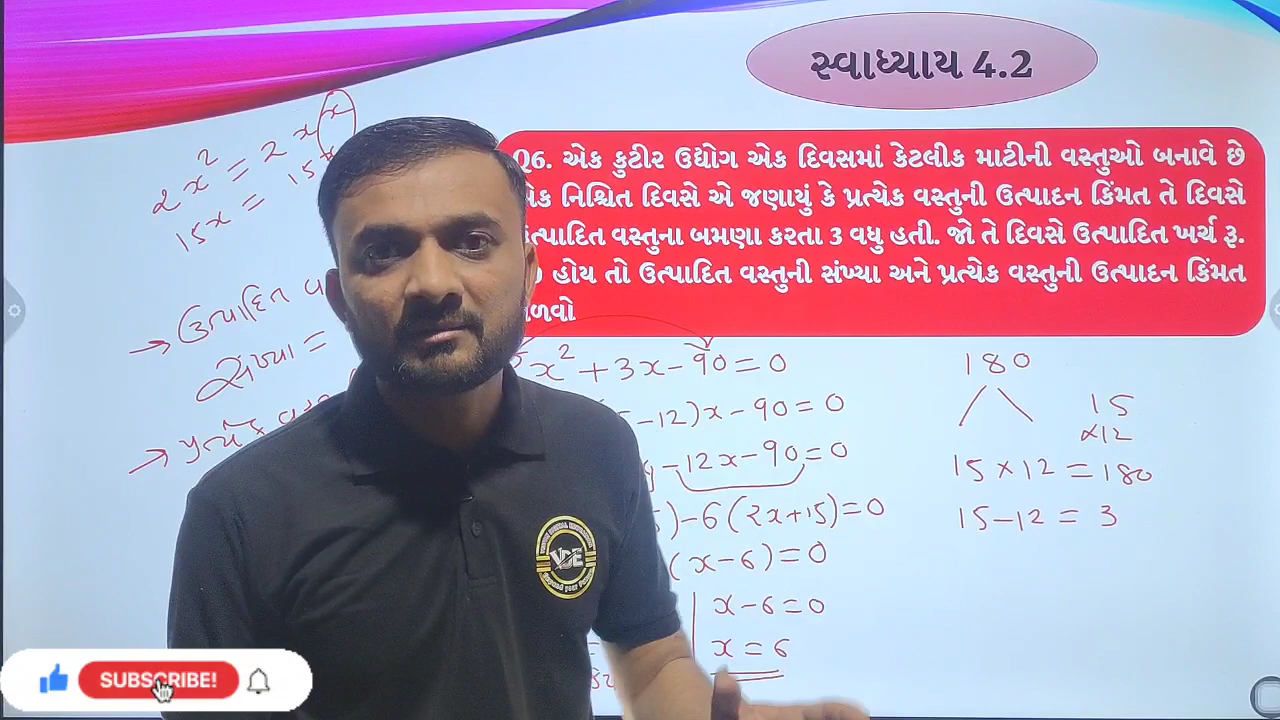 સ્વાધ્યાય 4.2
Q6. એક કુટીર ઉદ્યોગ એક દિવસમાં કેટલીક માટીની વસ્તુઓ બનાવે છે
નિશ્ચિત દિવસે એ જણાયું કે પ્રત્યેક વસ્તુની ઉત્પાદન કિંમત તે દિવસે
વસ્તુના બમણા કરતા 3 વધુ હતી. જો તે દિવસે ઉત્પાદિત ખર્ચ રૂ.
હોય તો ઉત્પાદિત વસ્તુની સંખ્યા અને પ્રત્યેક વસ્તુની ઉત્પાદન કિંમત
2x² = 2x x
15x = 15
→ ઉત્પાદિત
સંખ્યા =
→ પ્રત્યેક
x² + 3x - 90 = 0
-12)x - 90 = 0
- 12x - 90 = 0
) - 6(2x+15) = 0
(x - 6) = 0
x - 6 = 0
x = 6
180
15
×12
15 × 12 = 180
15 - 12 = 3
VDE
SUBSCRIBE!